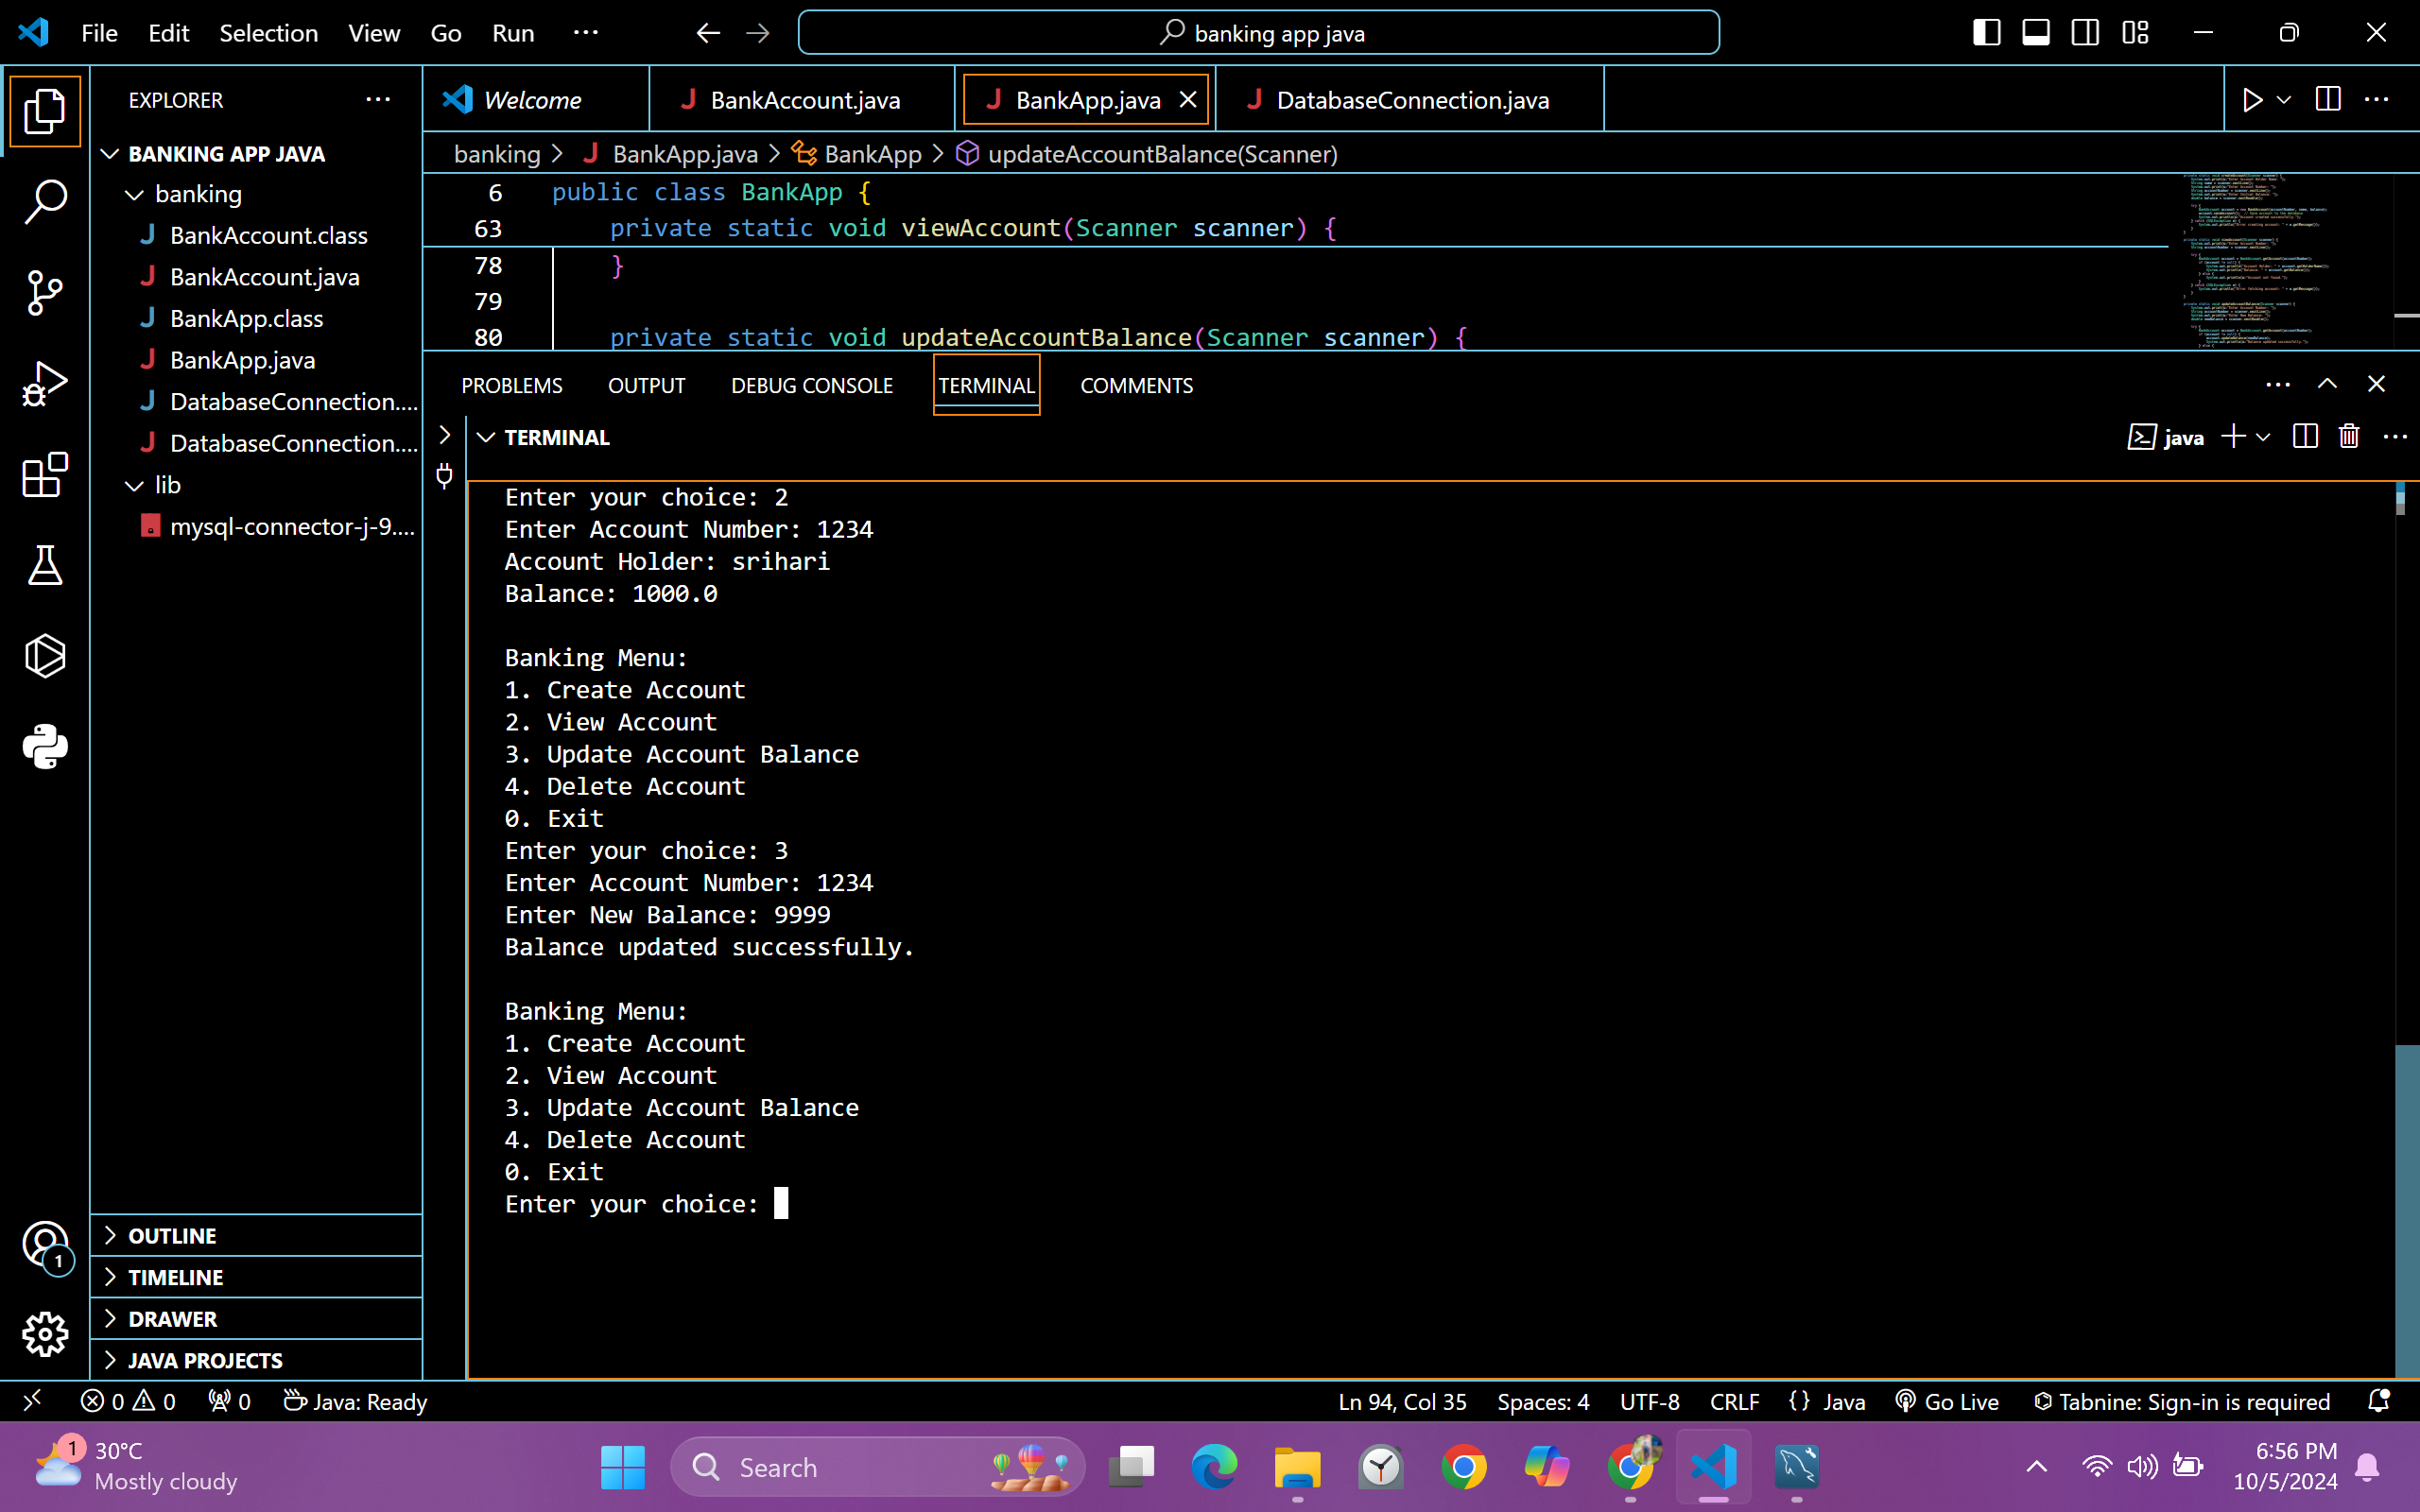 File Edit Selection View Go Run ···
banking app java
EXPLORER
BANKING APP JAVA
banking
BankAccount.class
BankAccount.java
BankApp.class
BankApp.java
DatabaseConnection....
DatabaseConnection....
lib
mysql-connector-j-9....
OUTLINE
TIMELINE
DRAWER
JAVA PROJECTS
Welcome BankAccount.java BankApp.java DatabaseConnection.java
banking > BankApp.java > BankApp > updateAccountBalance(Scanner)
6 public class BankApp {
63 private static void viewAccount(Scanner scanner) {
78 }
79
80 private static void updateAccountBalance(Scanner scanner) {
PROBLEMS OUTPUT DEBUG CONSOLE TERMINAL COMMENTS
TERMINAL
java
Enter your choice: 2
Enter Account Number: 1234
Account Holder: srihari
Balance: 1000.0
Banking Menu:
1. Create Account
2. View Account
3. Update Account Balance
4. Delete Account
0. Exit
Enter your choice: 3
Enter Account Number: 1234
Enter New Balance: 9999
Balance updated successfully.
Banking Menu:
1. Create Account
2. View Account
3. Update Account Balance
4. Delete Account
0. Exit
Enter your choice:
1
0 0 0 Java: Ready Ln 94, Col 35 Spaces: 4 UTF-8 CRLF {} Java Go Live Tabnine: Sign-in is required
1
30°C
Mostly cloudy
Search
6:56 PM
10/5/2024